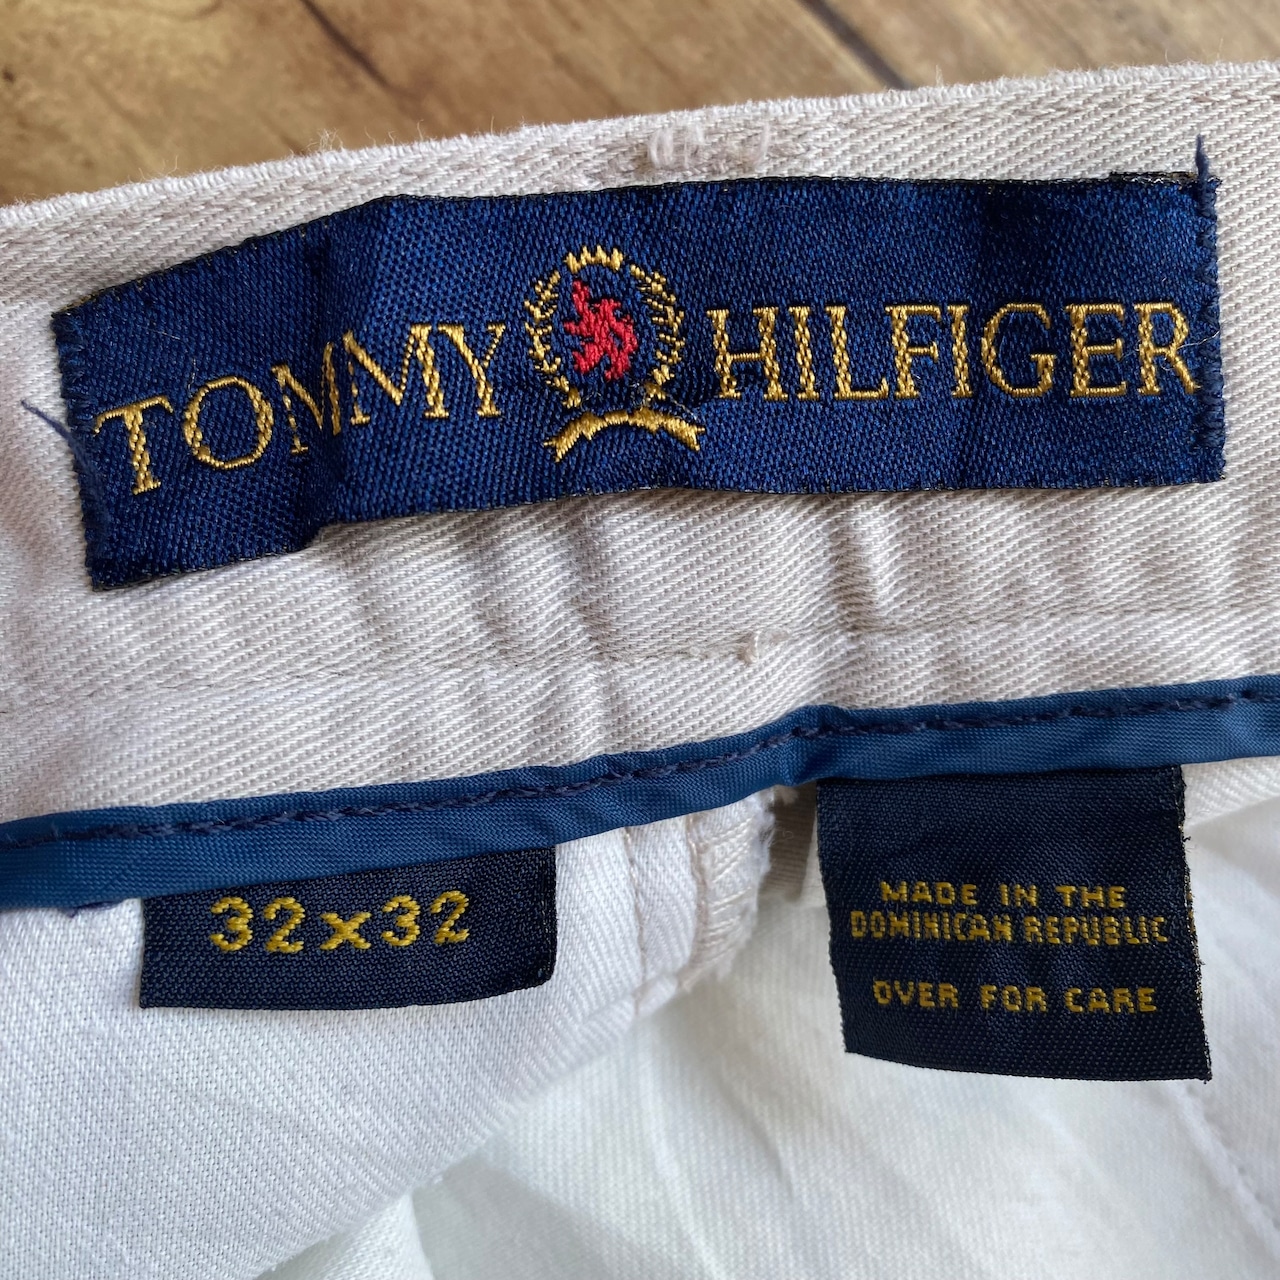 TOMMY HILFIGER
32x32
MADE IN THE
DOMINICAN REPUBLIC
OVER FOR CARE